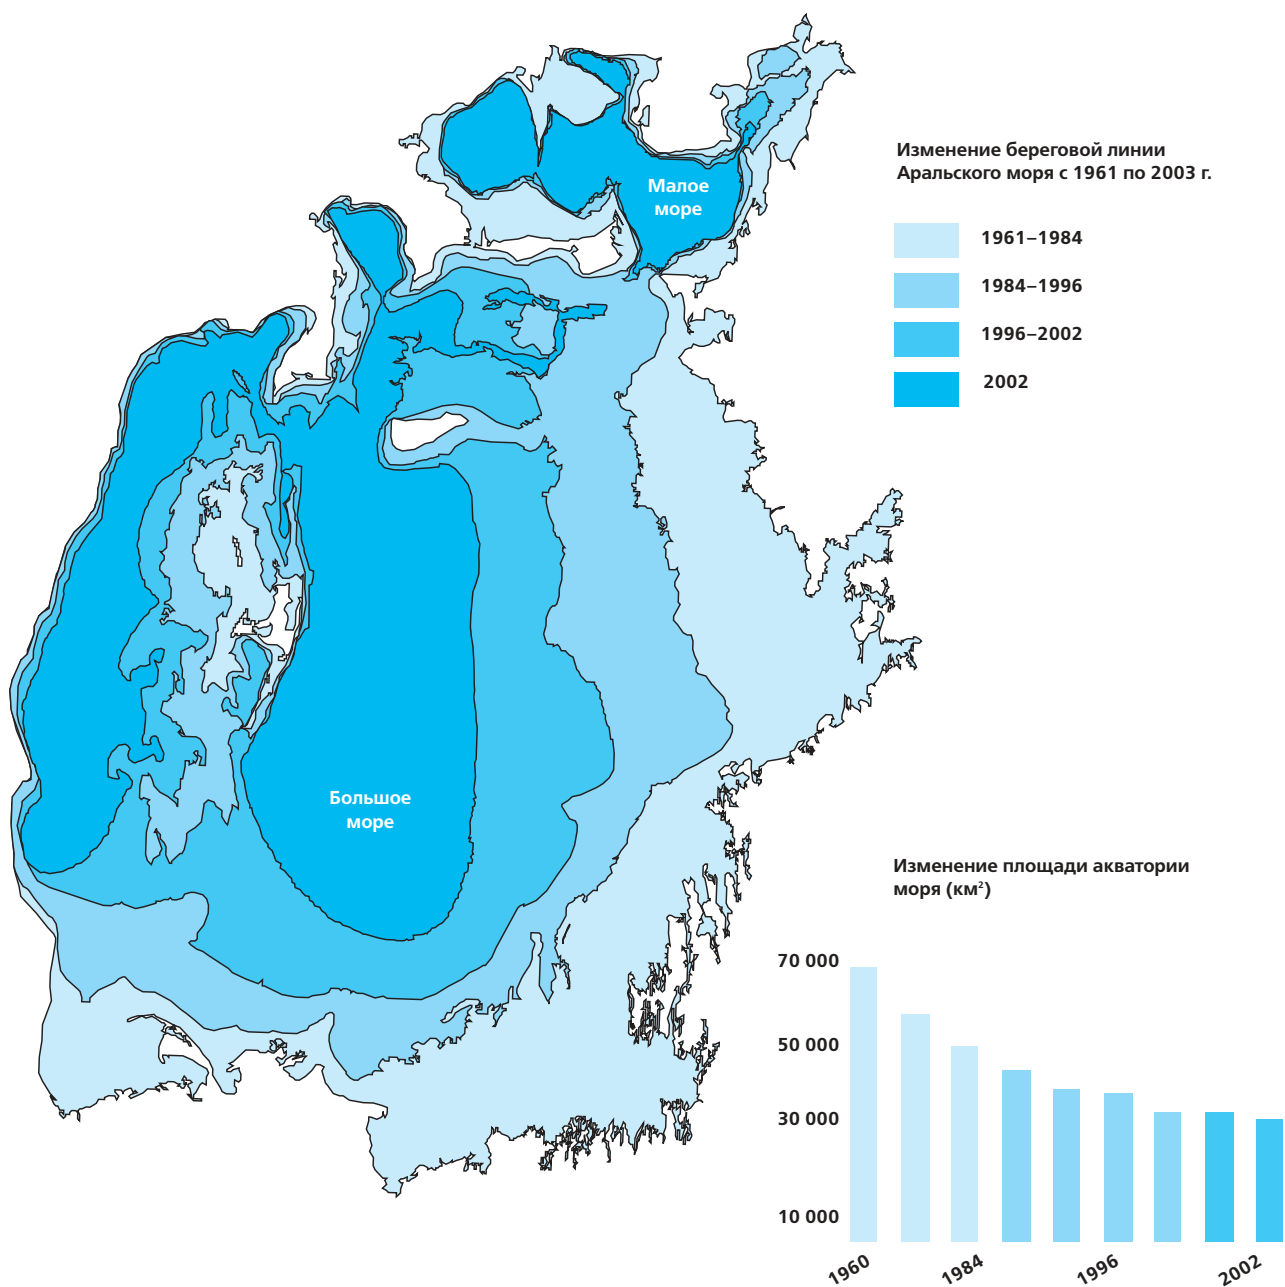 Изменение береговой линии
Аральского моря с 1961 по 2003 г.
1961–1984
1984–1996
1996–2002
2002
Малое
море
Большое
море
Изменение площади акватории
моря (км²)
70 000
50 000
30 000
10 000
1960
1984
1996
2002